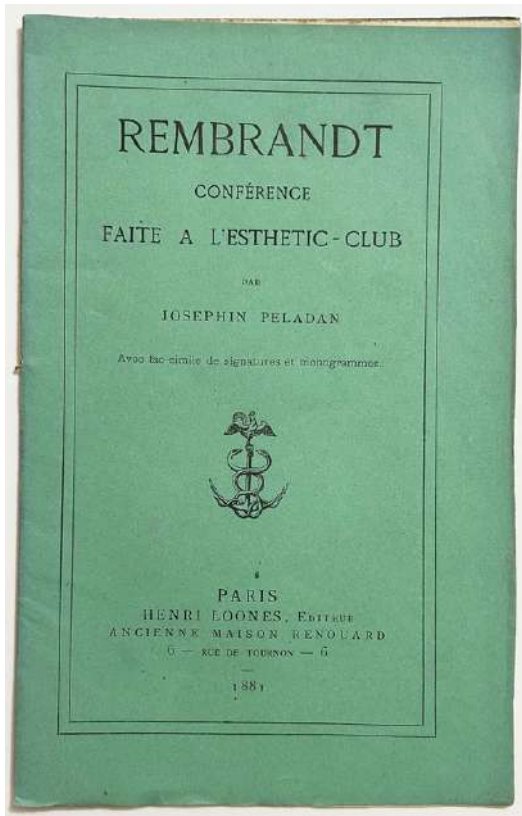 REMBRANDT
CONFÉRENCE
FAITE A L'ESTHETIC-CLUB
PAR
JOSEPHIN PELADAN
Avec fac-simile de signatures et monogrammes.
PARIS
HENRI LOONES, EDITEUR
ANCIENNE MAISON RENOUARD
6 — RUE DE TOURNON — 6
1881